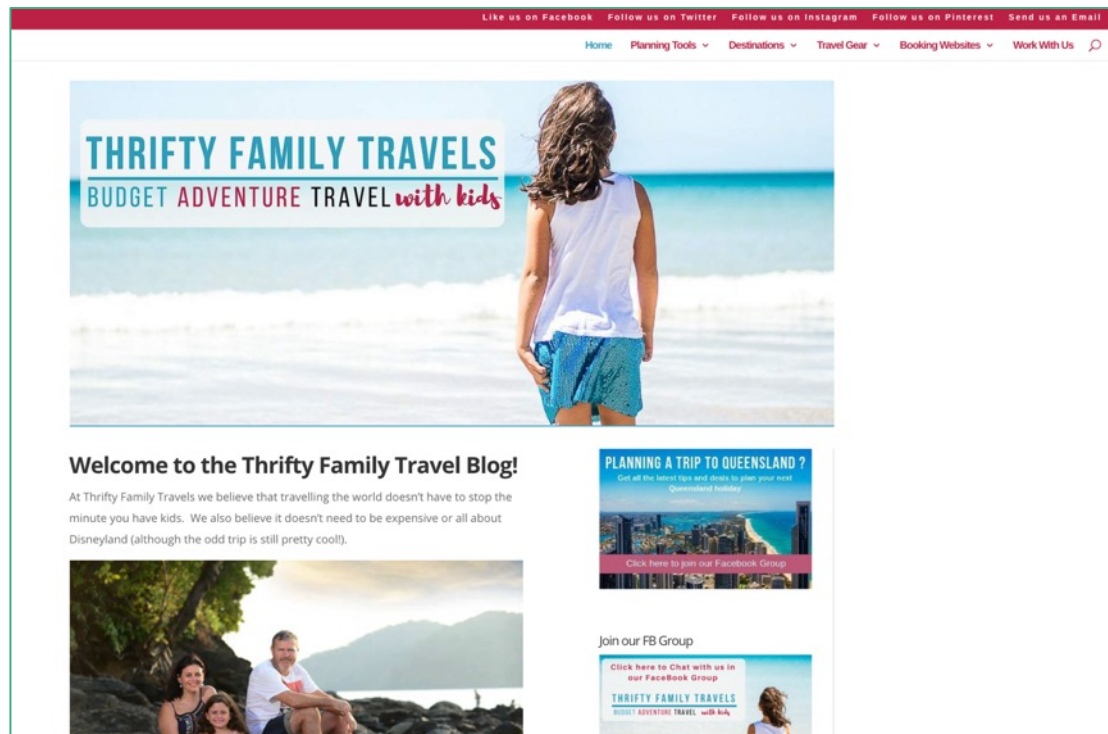 Like us on Facebook Follow us on Twitter Follow us on Instagram Follow us on Pinterest Send us an Email
Home Planning Tools Destinations Travel Gear Booking Websites Work With Us
THRIFTY FAMILY TRAVELS
BUDGET ADVENTURE TRAVEL with kids
Welcome to the Thrifty Family Travel Blog!
At Thrifty Family Travels we believe that travelling the world doesn't have to stop the
minute you have kids. We also believe it doesn't need to be expensive or all about
Disneyland (although the odd trip is still pretty cool!).
PLANNING A TRIP TO QUEENSLAND ?
Get all the latest tips and deals to plan your next
Queensland holiday
Click here to join our Facebook Group
Join our FB Group
Click here to Chat with us in
our FaceBook Group
THRIFTY FAMILY TRAVELS
BUDGET ADVENTURE TRAVEL with kids